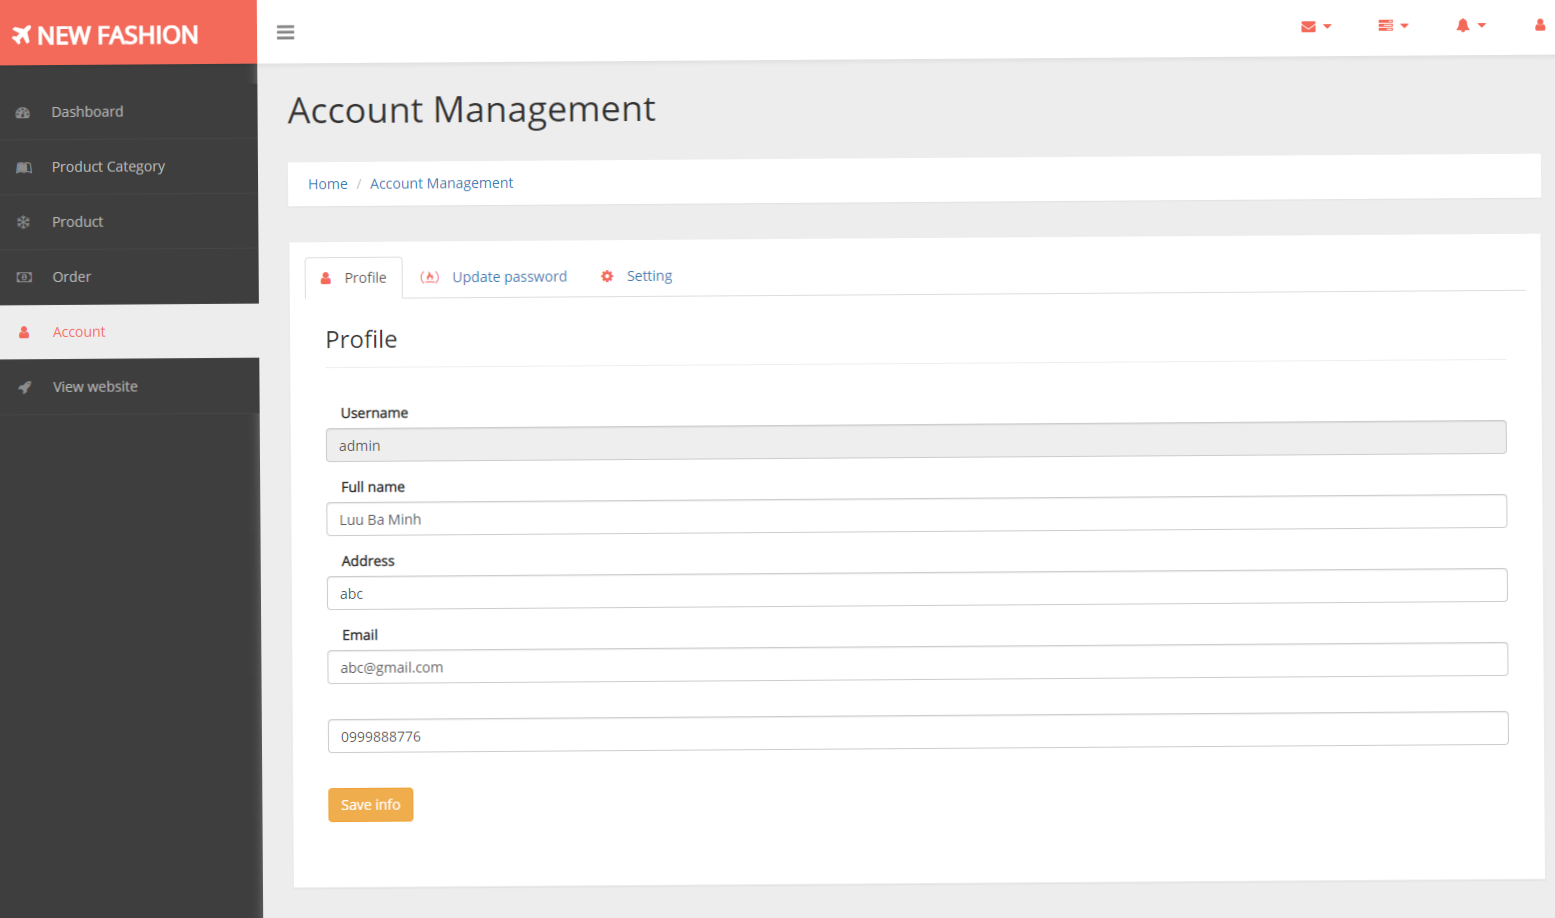 NEW FASHION
Dashboard
Product Category
Product
Order
Account
View website
Account Management
Home / Account Management
Profile Update password Setting
Profile
Username
admin
Full name
Luu Ba Minh
Address
abc
Email
abc@gmail.com
0999888776
Save info